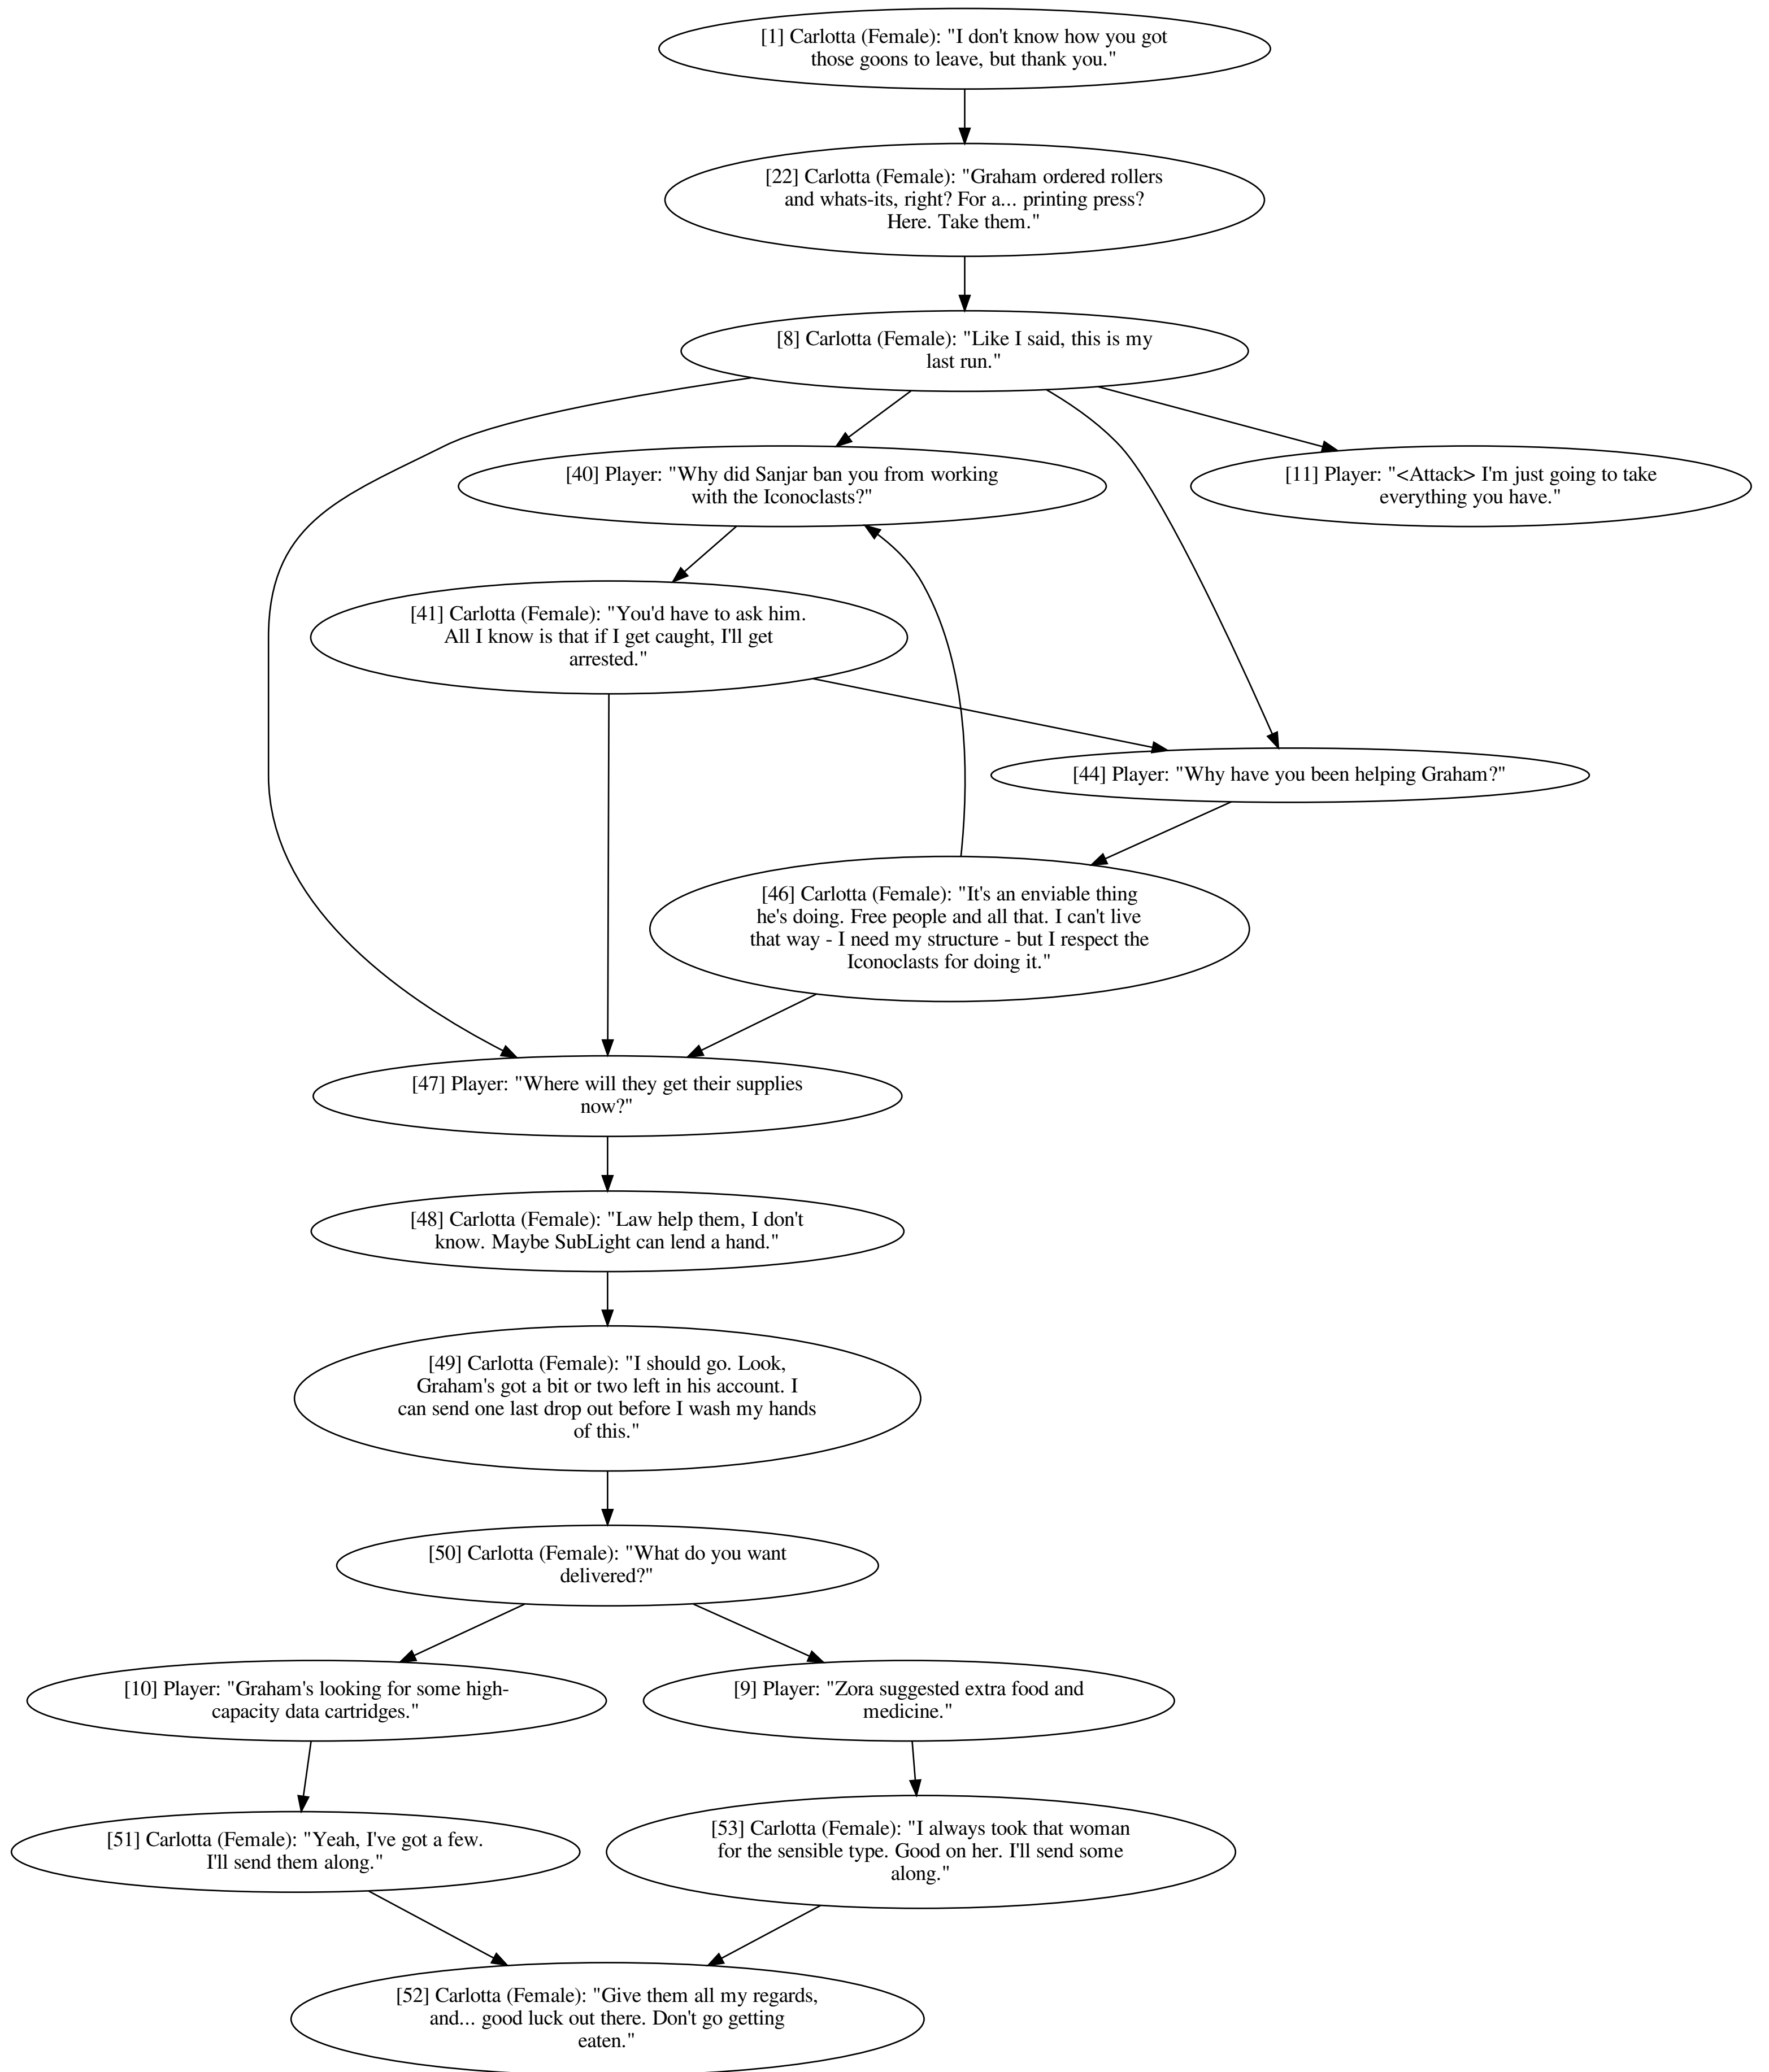 [1] Carlotta (Female): "I don't know how you got
those goons to leave, but thank you."
[22] Carlotta (Female): "Graham ordered rollers
and whats-its, right? For a... printing press?
Here. Take them."
[8] Carlotta (Female): "Like I said, this is my
last run."
[40] Player: "Why did Sanjar ban you from working
with the Iconoclasts?"
[11] Player: "<Attack> I'm just going to take
everything you have."
[41] Carlotta (Female): "You'd have to ask him.
All I know is that if I get caught, I'll get
arrested."
[44] Player: "Why have you been helping Graham?"
[46] Carlotta (Female): "It's an enviable thing
he's doing. Free people and all that. I can't live
that way - I need my structure - but I respect the
Iconoclasts for doing it."
[47] Player: "Where will they get their supplies
now?"
[48] Carlotta (Female): "Law help them, I don't
know. Maybe SubLight can lend a hand."
[49] Carlotta (Female): "I should go. Look,
Graham's got a bit or two left in his account. I
can send one last drop out before I wash my hands
of this."
[50] Carlotta (Female): "What do you want
delivered?"
[10] Player: "Graham's looking for some high-
capacity data cartridges."
[9] Player: "Zora suggested extra food and
medicine."
[51] Carlotta (Female): "Yeah, I've got a few.
I'll send them along."
[53] Carlotta (Female): "I always took that woman
for the sensible type. Good on her. I'll send some
along."
[52] Carlotta (Female): "Give them all my regards,
and... good luck out there. Don't go getting
eaten."